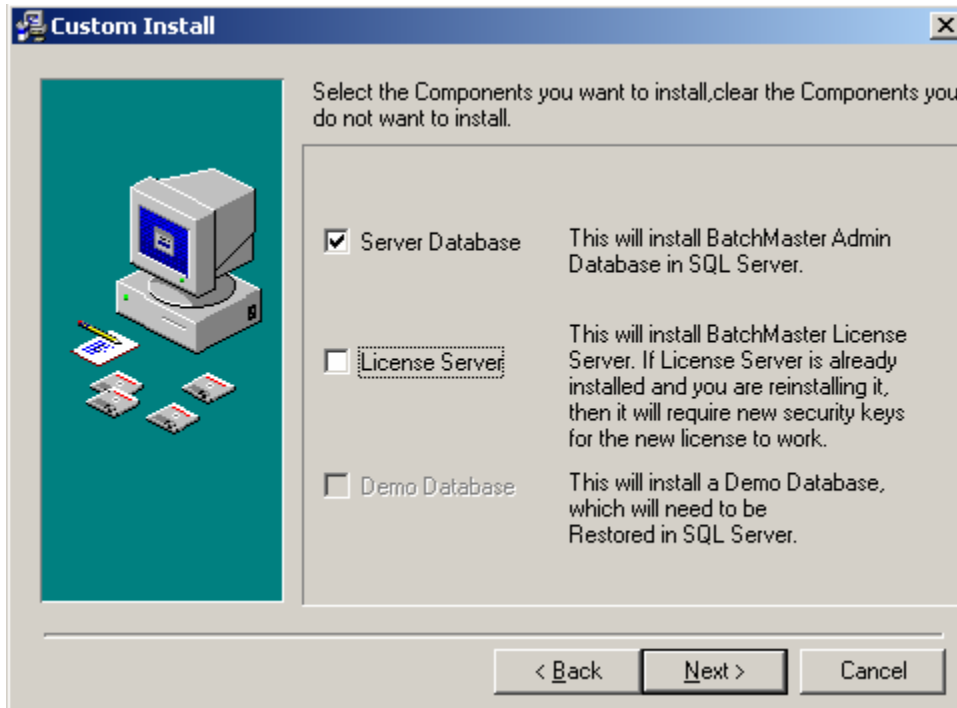 Custom Install
Select the Components you want to install,clear the Components you
do not want to install.
Server Database
This will install BatchMaster Admin
Database in SQL Server.
License Server
This will install BatchMaster License
Server. If License Server is already
installed and you are reinstalling it,
then it will require new security keys
for the new license to work.
Demo Database
This will install a Demo Database,
which will need to be
Restored in SQL Server.
< Back
Next >
Cancel